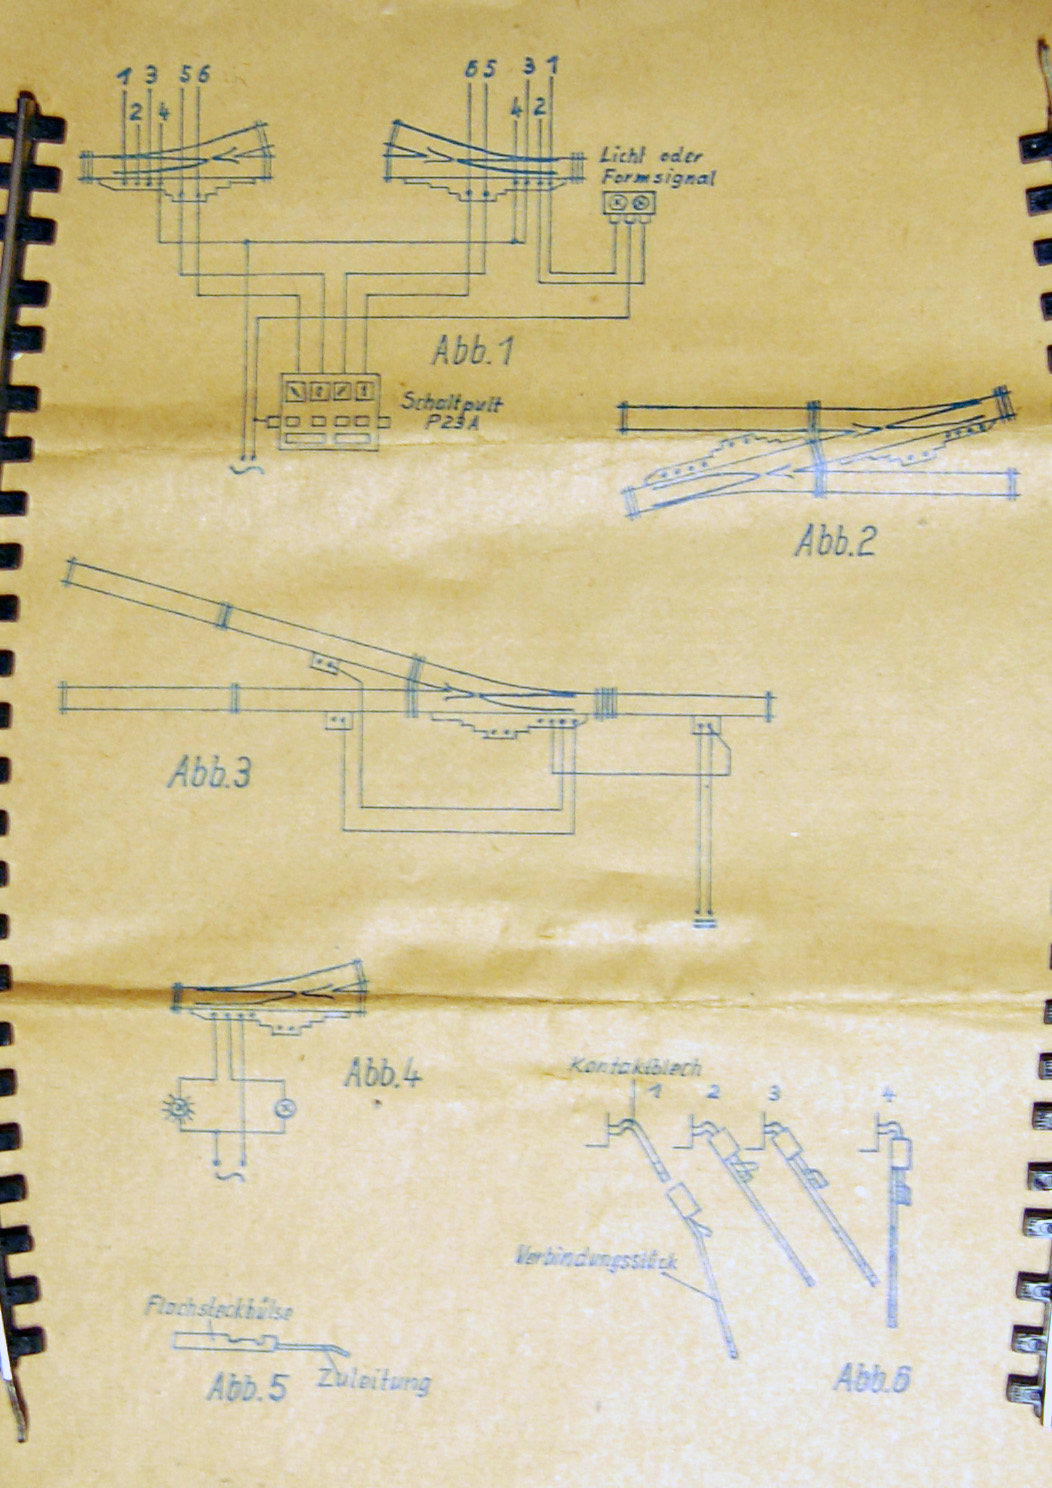 1 3 5 6
2 4
6 5 3 1
4 2
Licht oder
Formsignal
Abb.1
Schaltpult
P23A
Abb.2
Abb.3
Abb.4
Kontaktblech
1 2 3 4
Verbindungsstück
Flachsteckhülse
Zuleitung
Abb.5
Abb.6